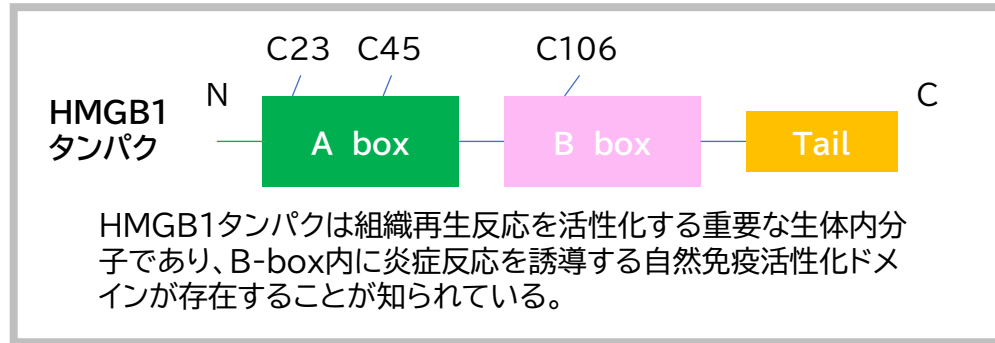 C23 C45 C106
N C
HMGB1
タンパク
A box B box Tail
HMGB1タンパクは組織再生反応を活性化する重要な生体内分
子であり、B-box内に炎症反応を誘導する自然免疫活性化ドメ
インが存在することが知られている。